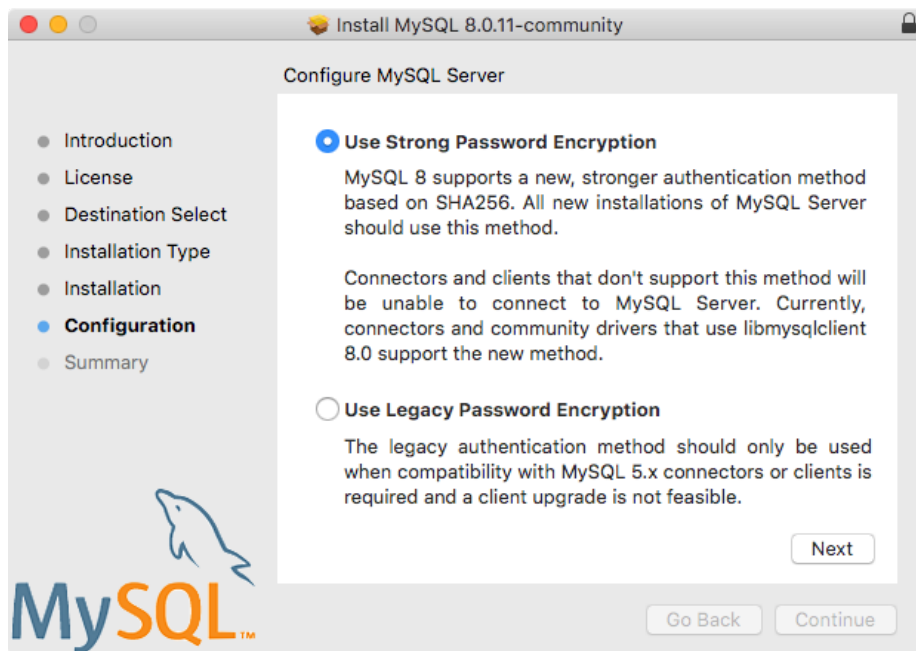 Install MySQL 8.0.11-community
Configure MySQL Server
Introduction
License
Destination Select
Installation Type
Installation
Configuration
Summary
Use Strong Password Encryption
MySQL 8 supports a new, stronger authentication method
based on SHA256. All new installations of MySQL Server
should use this method.
Connectors and clients that don't support this method will
be unable to connect to MySQL Server. Currently,
connectors and community drivers that use libmysqlclient
8.0 support the new method.
Use Legacy Password Encryption
The legacy authentication method should only be used
when compatibility with MySQL 5.x connectors or clients is
required and a client upgrade is not feasible.
Next
MySQL™
Go Back
Continue